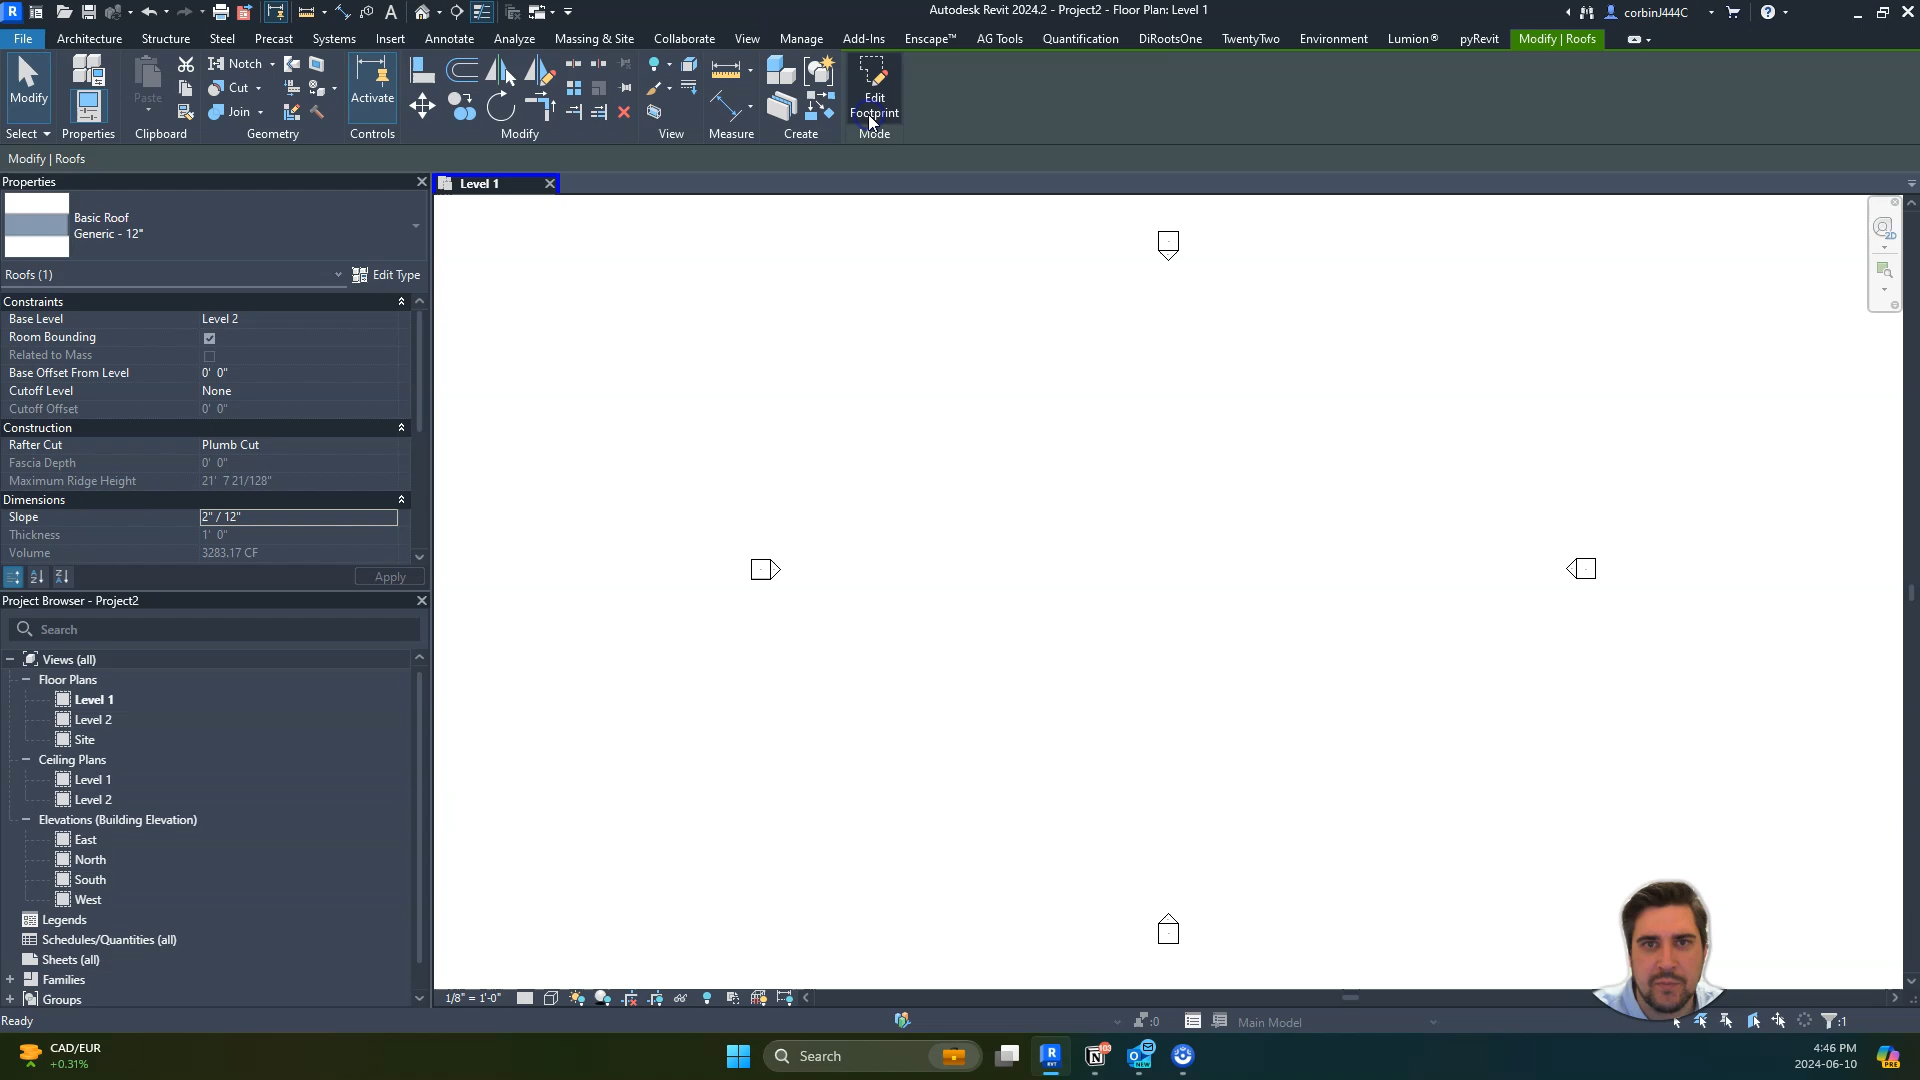 Autodesk Revit 2024.2 - Project2 - Floor Plan: Level 1
corbinJ444C
File Architecture Structure Steel Precast Systems Insert Annotate Analyze Massing & Site Collaborate View Manage Add-Ins Enscape™ AG Tools Quantification DiRootsOne TwentyTwo Environment Lumion® pyRevit Modify | Roofs
Modify Paste Notch Activate Edit
Cut Footprint
Join
Select Properties Clipboard Geometry Controls Modify View Measure Create Mode
Modify | Roofs
Properties
Level 1
Basic Roof
Generic - 12"
Roofs (1) Edit Type
Constraints
Base Level Level 2
Room Bounding
Related to Mass
Base Offset From Level 0' 0"
Cutoff Level None
Cutoff Offset 0' 0"
Construction
Rafter Cut Plumb Cut
Fascia Depth 0' 0"
Maximum Ridge Height 21' 7 21/128"
Dimensions
Slope 2" / 12"
Thickness 1' 0"
Volume 3283.17 CF
Apply
Project Browser - Project2
Search
Views (all)
Floor Plans
Level 1
Level 2
Site
Ceiling Plans
Level 1
Level 2
Elevations (Building Elevation)
East
North
South
West
Legends
Schedules/Quantities (all)
Sheets (all)
Families
Groups
1/8" = 1'-0"
Ready
:0
Main Model
:1
CAD/EUR
+0.31%
Search
4:46 PM
2024-06-10